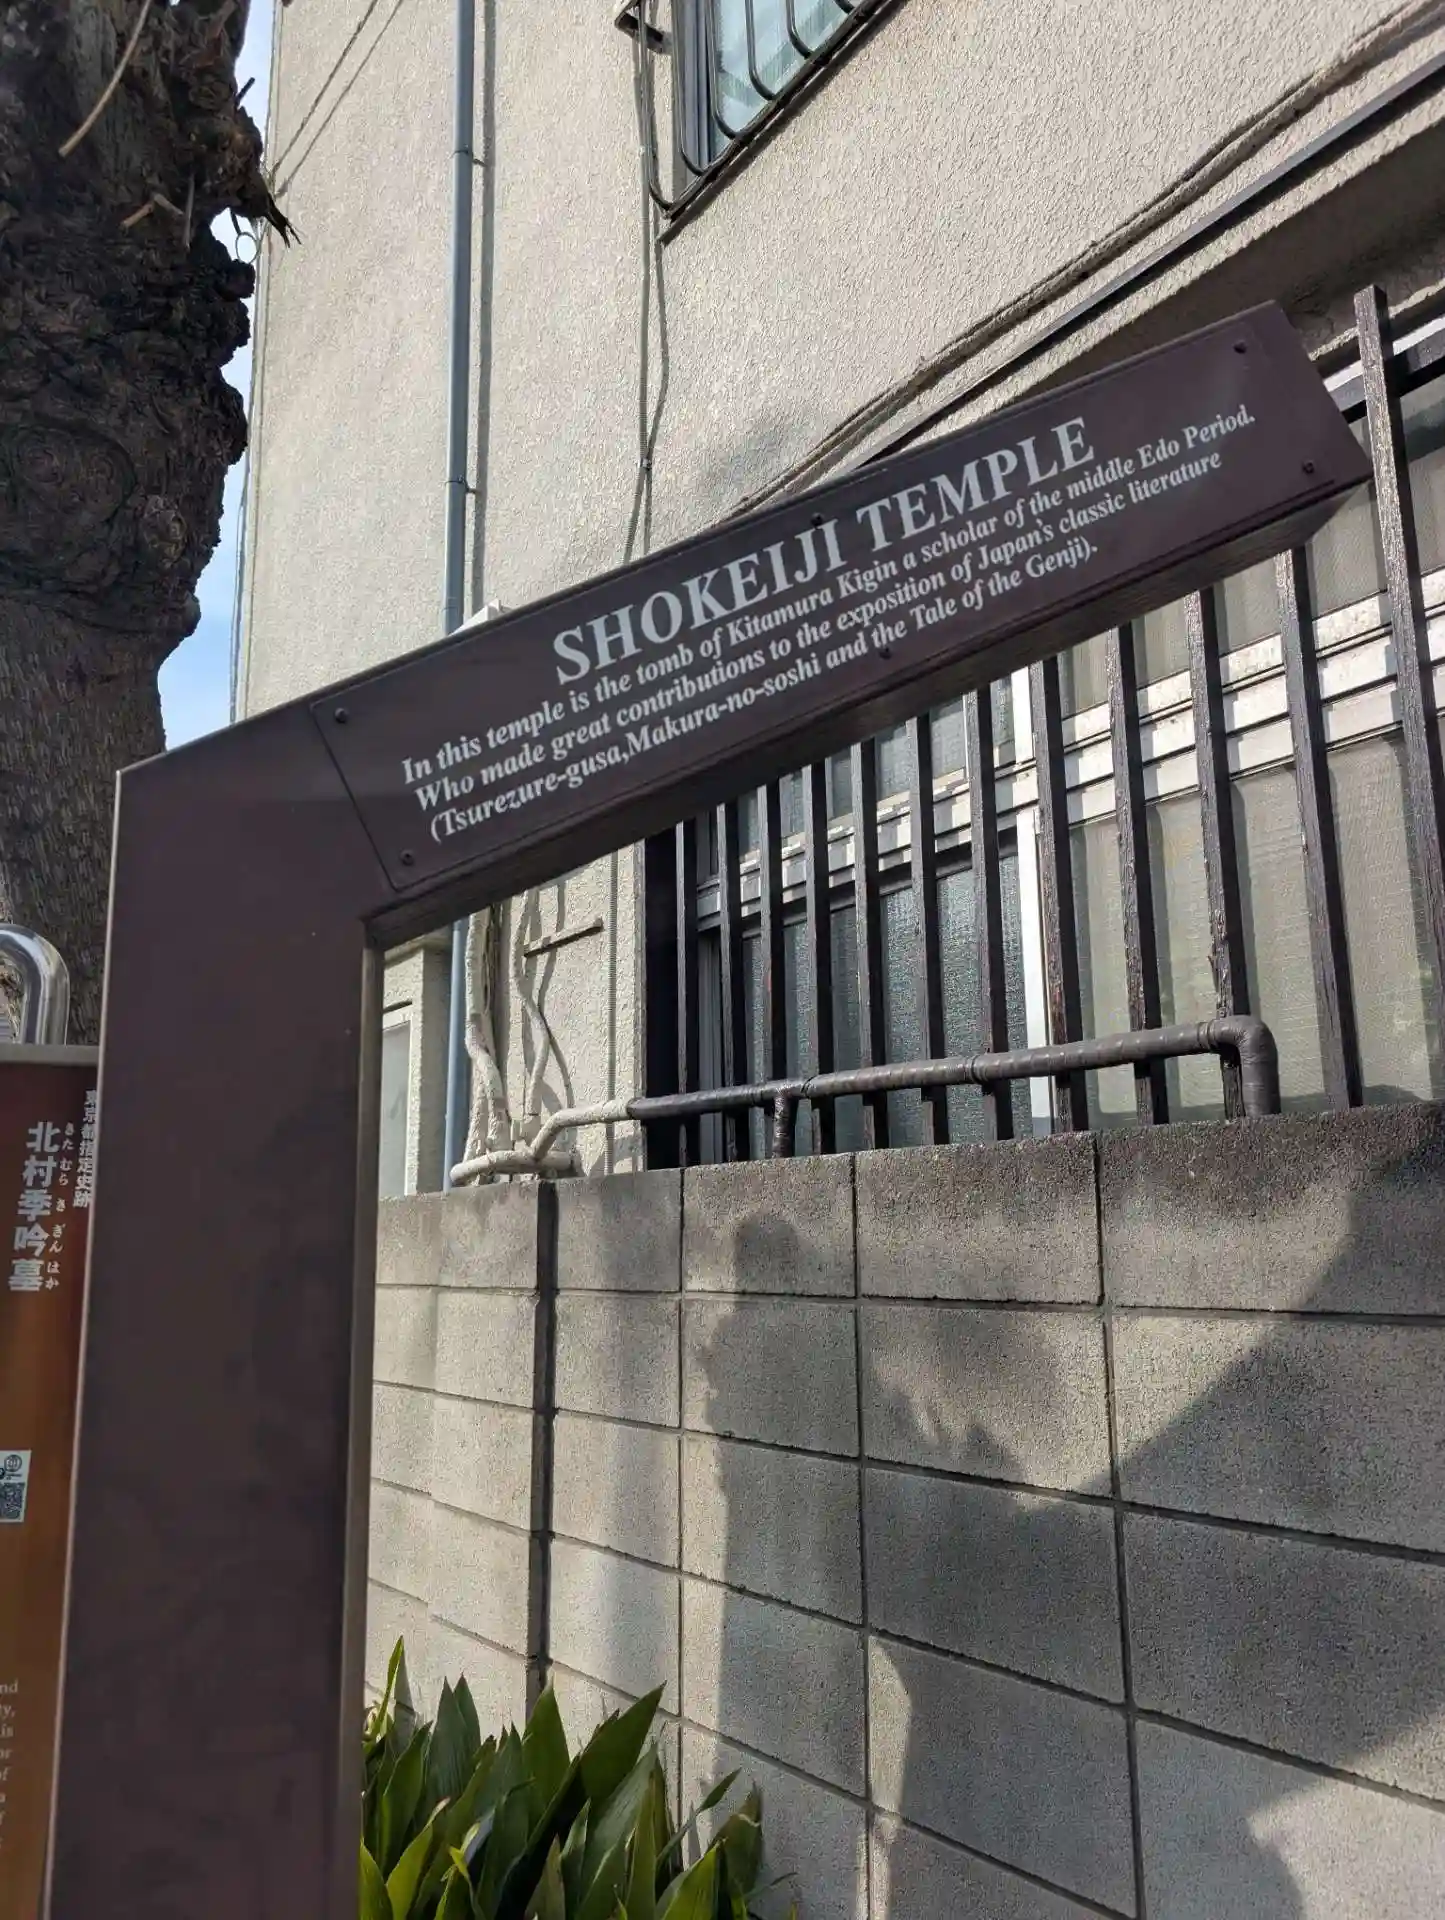 SHOKEIJI TEMPLE
In this temple is the tomb of Kitamura Kigin a scholar of the middle Edo Period.
Who made great contributions to the exposition of Japan's classic literature
(Tsurezure-gusa,Makura-no-soshi and the Tale of the Genji).
東京都指定史跡
きたむらきぎんはか
北村季吟墓